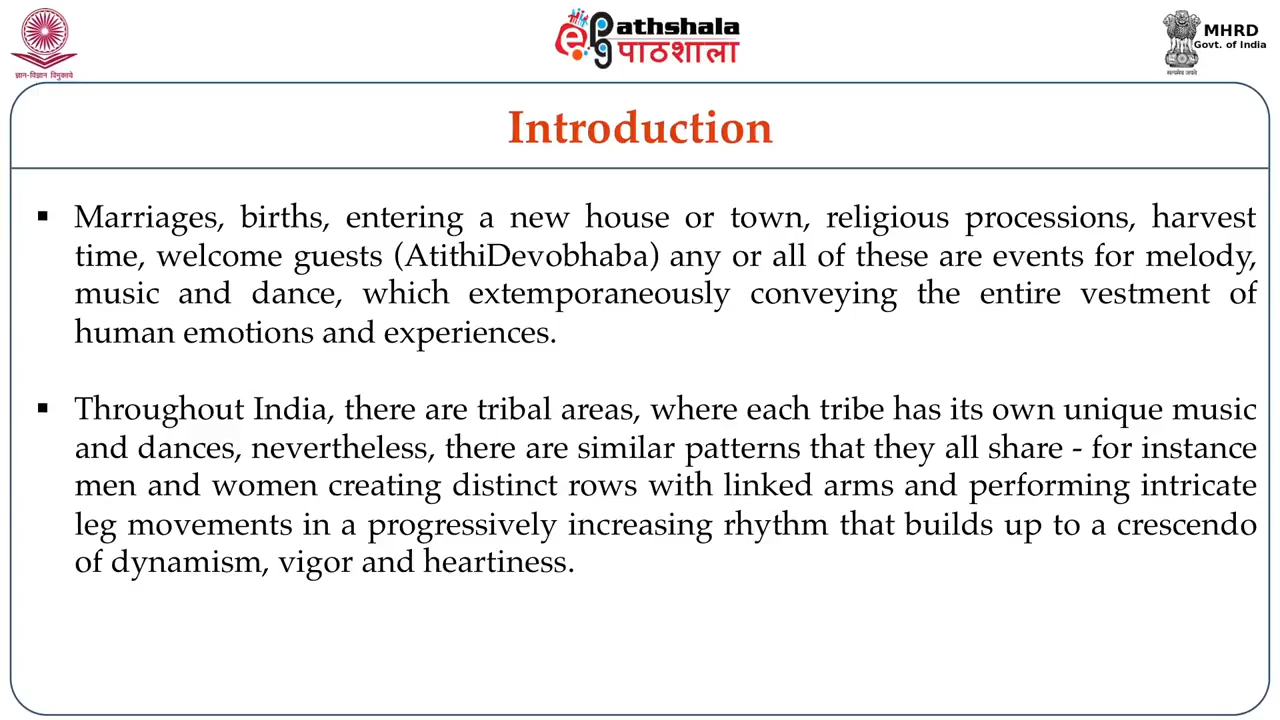 ज्ञान-विज्ञान विमुक्तये
ePG Pathshala
पाठशाला
MHRD
Govt. of India
सत्यमेव जयते
Introduction
▪ Marriages, births, entering a new house or town, religious processions, harvest
time, welcome guests (AtithiDevobhaba) any or all of these are events for melody,
music and dance, which extemporaneously conveying the entire vestment of
human emotions and experiences.
▪ Throughout India, there are tribal areas, where each tribe has its own unique music
and dances, nevertheless, there are similar patterns that they all share - for instance
men and women creating distinct rows with linked arms and performing intricate
leg movements in a progressively increasing rhythm that builds up to a crescendo
of dynamism, vigor and heartiness.